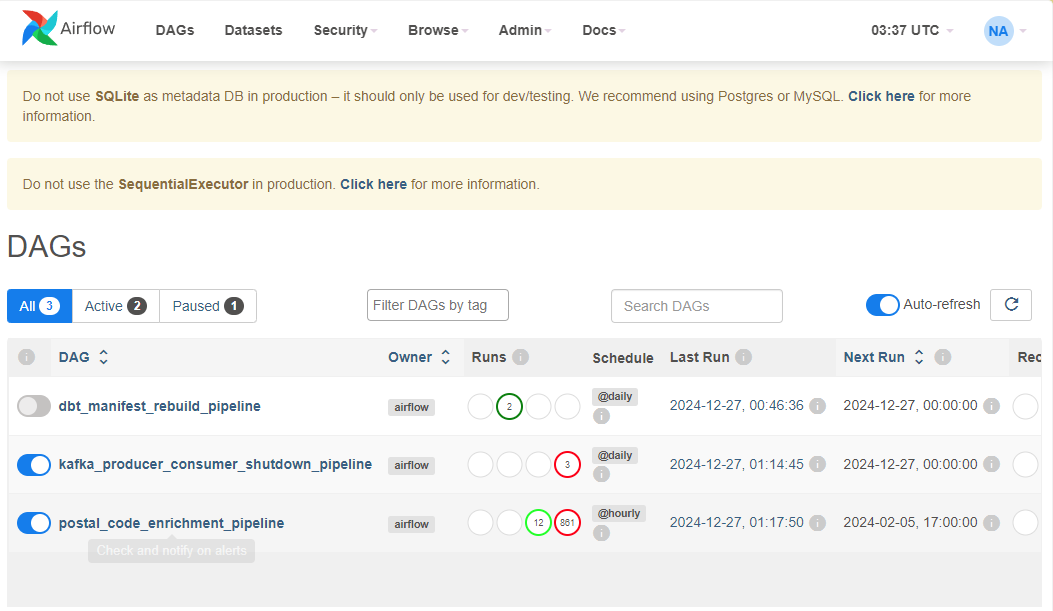 Airflow DAGs Datasets Security Browse Admin Docs 03:37 UTC NA
Do not use SQLite as metadata DB in production – it should only be used for dev/testing. We recommend using Postgres or MySQL. Click here for more
information.
Do not use the SequentialExecutor in production. Click here for more information.
DAGs
All 3 Active 2 Paused 1 Filter DAGs by tag Search DAGs Auto-refresh
i DAG Owner Runs i Schedule Last Run i Next Run i Rec
dbt_manifest_rebuild_pipeline airflow 2 @daily i 2024-12-27, 00:46:36 i 2024-12-27, 00:00:00 i
kafka_producer_consumer_shutdown_pipeline airflow 3 @daily i 2024-12-27, 01:14:45 i 2024-12-27, 00:00:00 i
postal_code_enrichment_pipeline airflow 12 861 @hourly i 2024-12-27, 01:17:50 i 2024-02-05, 17:00:00 i
Check and notify on alerts